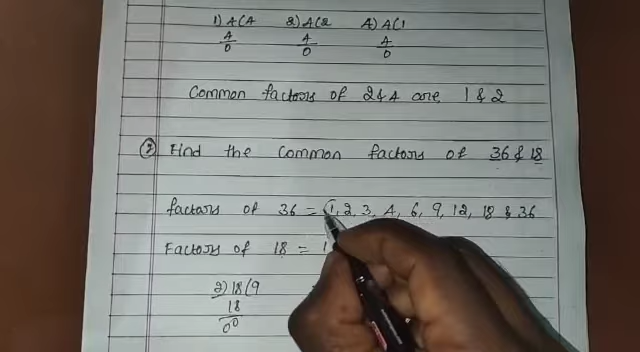 1) 4(4 2) 4(2 4) 4(1
4 4 4
0 0 0
Common factors of 2 & 4 are 1 & 2
② Find the common factors of 36 & 18
factors of 36 = 1, 2, 3, 4, 6, 9, 12, 18 & 36
Factors of 18 = 1
2) 18(9
18
00